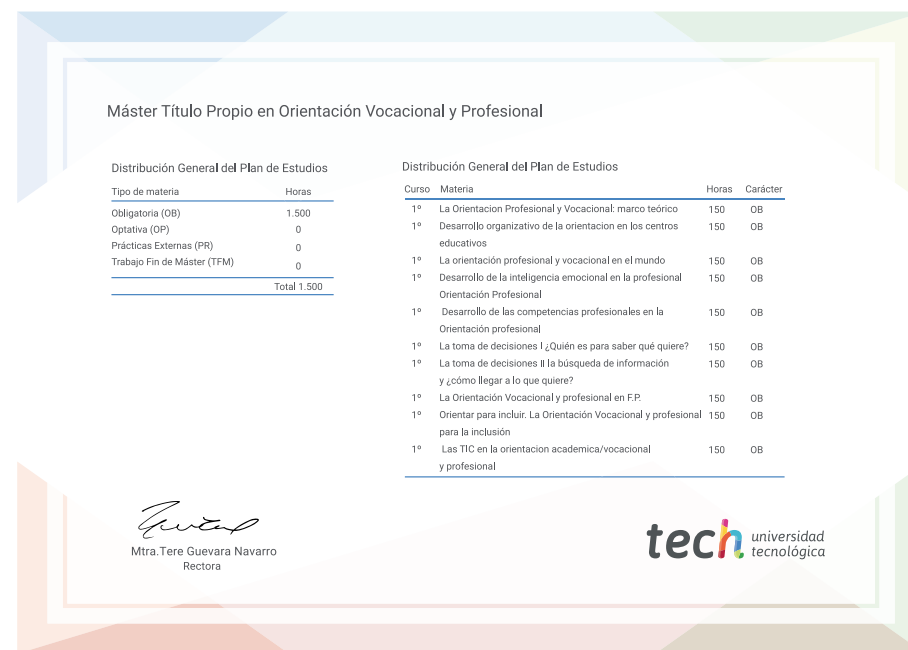 Máster Título Propio en Orientación Vocacional y Profesional
Distribución General del Plan de Estudios
Tipo de materia Horas
Obligatoria (OB) 1.500
Optativa (OP) 0
Prácticas Externas (PR) 0
Trabajo Fin de Máster (TFM) 0
Total 1.500
Distribución General del Plan de Estudios
Curso Materia Horas Carácter
1º La Orientacion Profesional y Vocacional: marco teórico 150 OB
1º Desarrollo organizativo de la orientacion en los centros 150 OB
educativos
1º La orientación profesional y vocacional en el mundo 150 OB
1º Desarrollo de la inteligencia emocional en la profesional 150 OB
Orientación Profesional
1º Desarrollo de las competencias profesionales en la 150 OB
Orientación profesional
1º La toma de decisiones I ¿Quién es para saber qué quiere? 150 OB
1º La toma de decisiones II la búsqueda de información 150 OB
y ¿cómo llegar a lo que quiere?
1º La Orientación Vocacional y profesional en F.P. 150 OB
1º Orientar para incluir. La Orientación Vocacional y profesional 150 OB
para la inclusión
1º Las TIC en la orientacion academica/vocacional 150 OB
y profesional
Mtra.Tere Guevara Navarro
Rectora
tech universidad
tecnológica